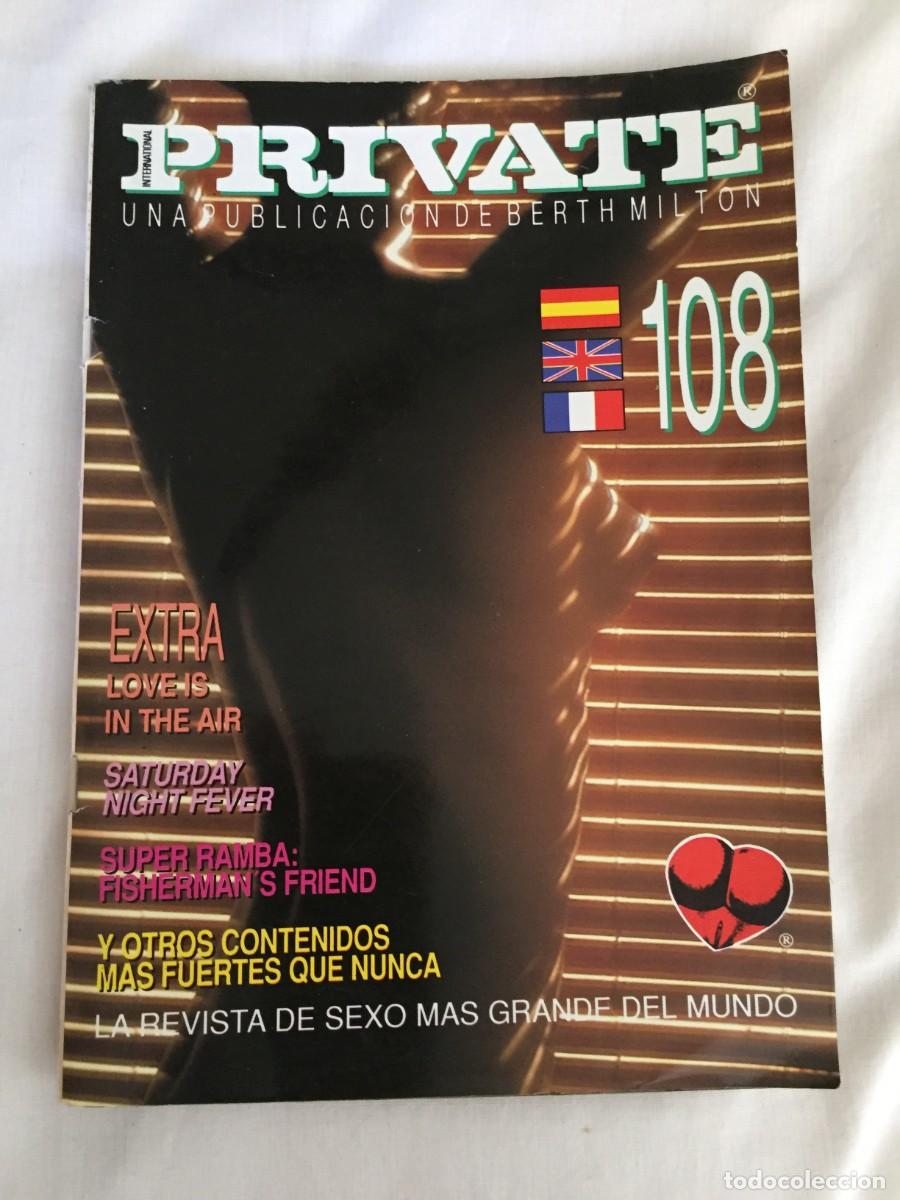 INTERNATIONAL
PRIVATE®
UNA PUBLICACION DE BERTH MILTON
108
EXTRA
LOVE IS
IN THE AIR
SATURDAY
NIGHT FEVER
SUPER RAMBA:
FISHERMAN´S FRIEND
Y OTROS CONTENIDOS
MAS FUERTES QUE NUNCA
®
LA REVISTA DE SEXO MAS GRANDE DEL MUNDO
todocoleccion